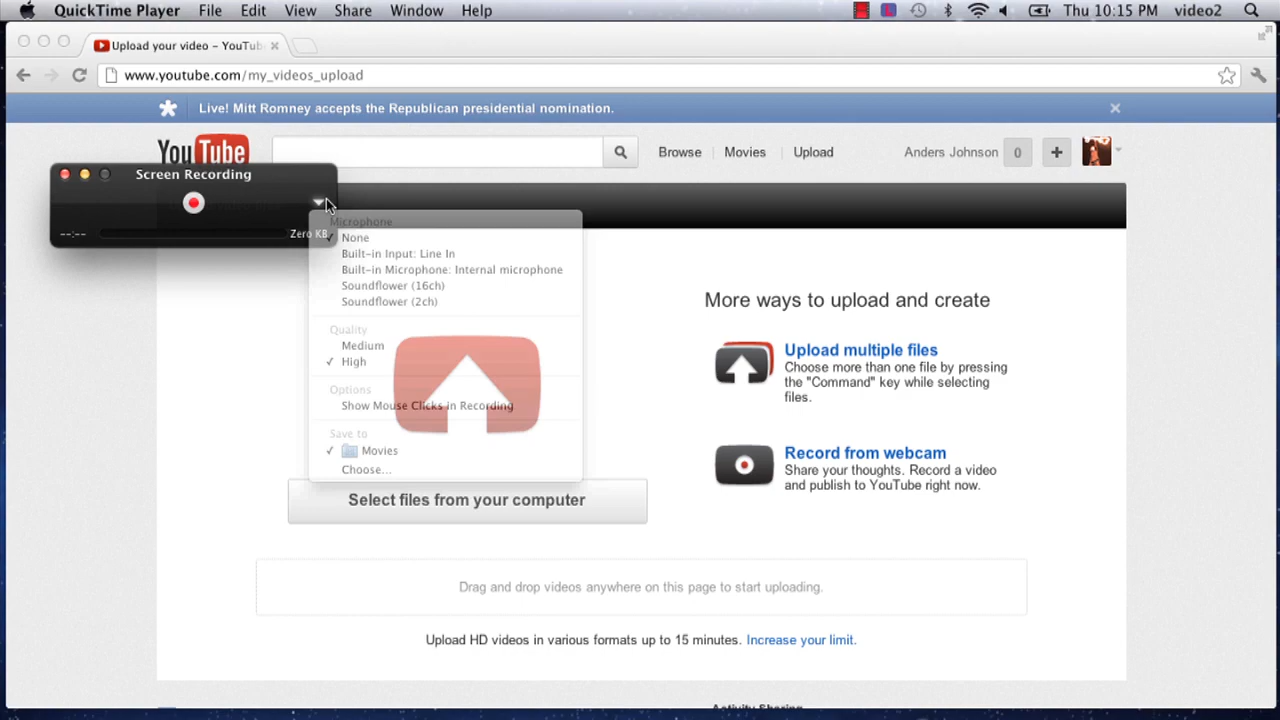 QuickTime Player File Edit View Share Window Help Thu 10:15 PM video2
Upload your video – YouTub
www.youtube.com/my_videos_upload
Live! Mitt Romney accepts the Republican presidential nomination.
YouTube Browse Movies Upload Anders Johnson 0
Screen Recording
--:-- Zero KB
Microphone
None
Built-in Input: Line In
Built-in Microphone: Internal microphone
Soundflower (16ch)
Soundflower (2ch)
Quality
Medium
High
Options
Show Mouse Clicks in Recording
Save to
Movies
Choose...
Select files from your computer
More ways to upload and create
Upload multiple files
Choose more than one file by pressing
the "Command" key while selecting
files.
Record from webcam
Share your thoughts. Record a video
and publish to YouTube right now.
Drag and drop videos anywhere on this page to start uploading.
Upload HD videos in various formats up to 15 minutes. Increase your limit.
Activity Sharing